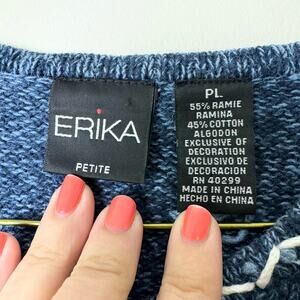 ERIKA
PETITE
PL
55% RAMIE
RAMINA
45% COTTON
ALGODON
EXCLUSIVE OF
DECORATION
EXCLUSIVO DE
DECORACION
RN 40299
MADE IN CHINA
HECHO EN CHINA